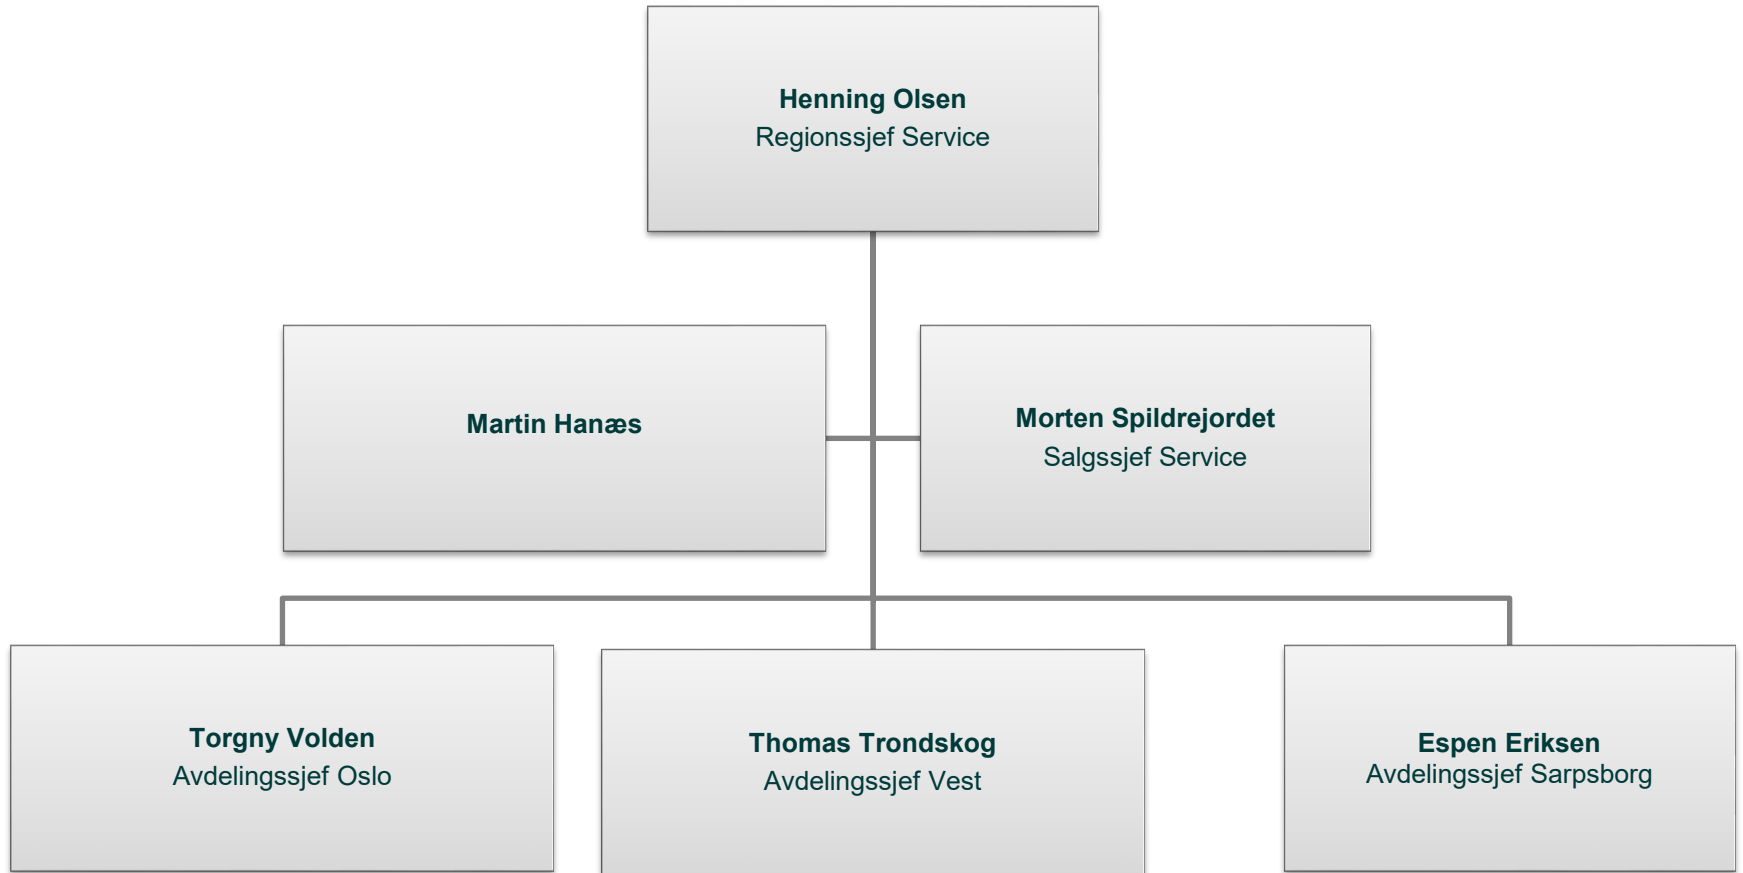 Henning Olsen
Regionssjef Service
Martin Hanæs
Morten Spildrejordet
Salgssjef Service
Torgny Volden
Avdelingssjef Oslo
Thomas Trondskog
Avdelingssjef Vest
Espen Eriksen
Avdelingssjef Sarpsborg